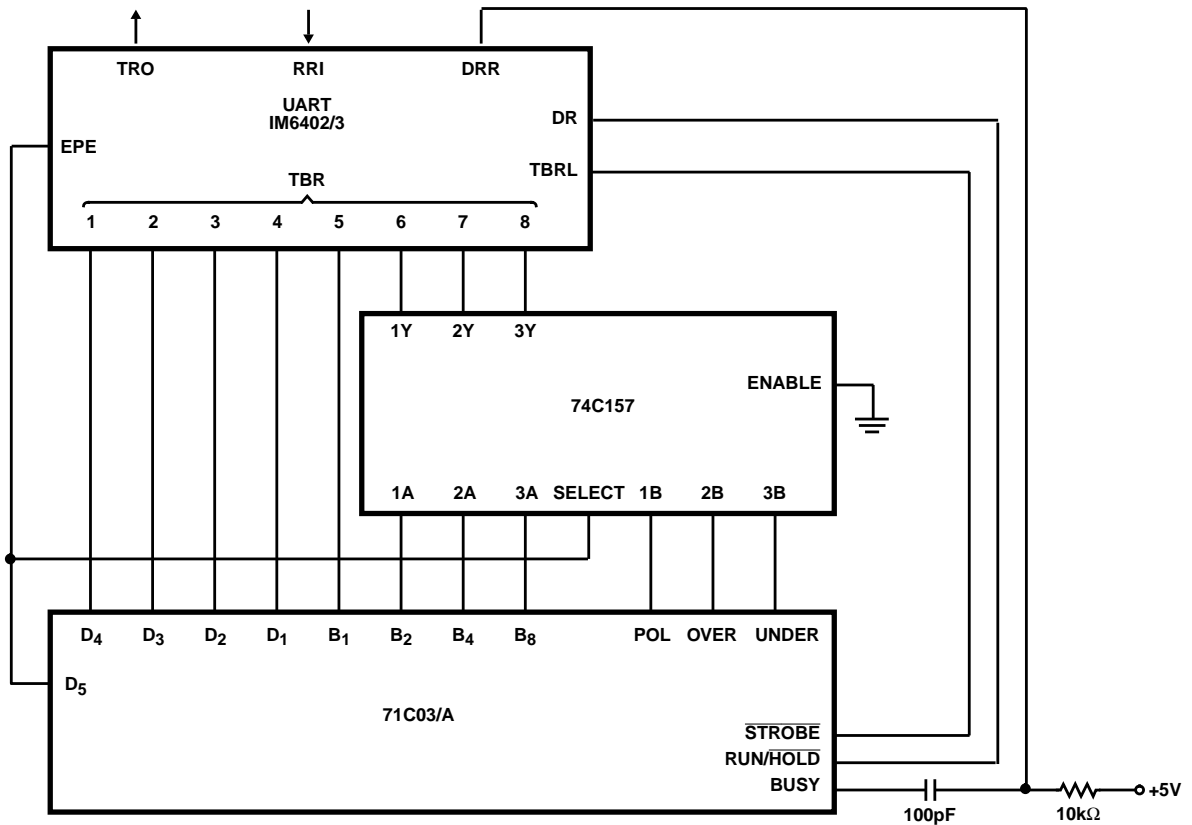 TRO RRI DRR
UART
IM6402/3
DR
EPE
TBRL
TBR
1 2 3 4 5 6 7 8
1Y 2Y 3Y
ENABLE
74C157
1A 2A 3A SELECT 1B 2B 3B
D4 D3 D2 D1 B1 B2 B4 B8 POL OVER UNDER
D5
71C03/A
STROBE
RUN/HOLD
BUSY
+5V
100pF 10kΩ